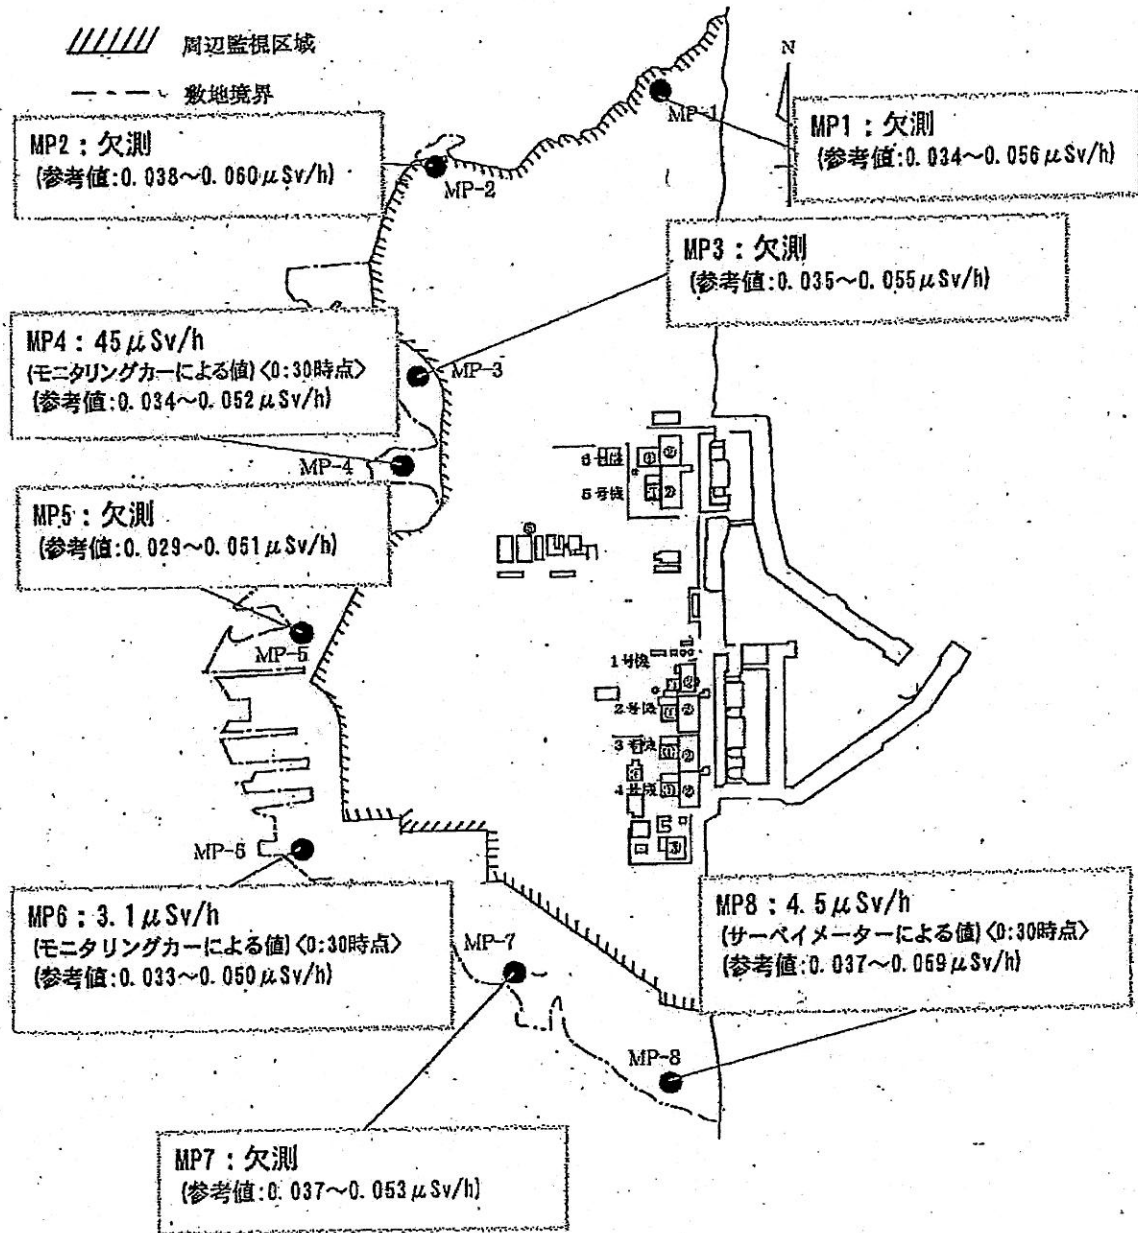 周辺監視区域
敷地境界
N
MP-1
MP1：欠測
(参考値:0.034～0.056μSv/h)
MP2：欠測
(参考値:0.038～0.060μSv/h)
MP-2
MP3：欠測
(参考値:0.035～0.055μSv/h)
MP4：45μSv/h
(モニタリングカーによる値)〈0:30時点〉
(参考値:0.034～0.052μSv/h)
MP-3
MP-4
6号機
5号機
MP5：欠測
(参考値:0.029～0.051μSv/h)
MP-5
1号機
2号機
3号機
4号機
MP-6
MP6：3.1μSv/h
(モニタリングカーによる値)〈0:30時点〉
(参考値:0.033～0.050μSv/h)
MP-7
MP8：4.5μSv/h
(サーベイメーターによる値)〈0:30時点〉
(参考値:0.037～0.069μSv/h)
MP-8
MP7：欠測
(参考値:0.037～0.053μSv/h)